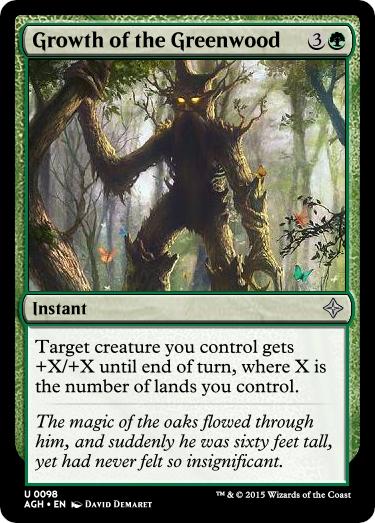 Growth of the Greenwood 3
Instant
Target creature you control gets
+X/+X until end of turn, where X is
the number of lands you control.
The magic of the oaks flowed through
him, and suddenly he was sixty feet tall,
yet had never felt so insignificant.
U 0098
AGH • EN David Demaret
™ & © 2015 Wizards of the Coast